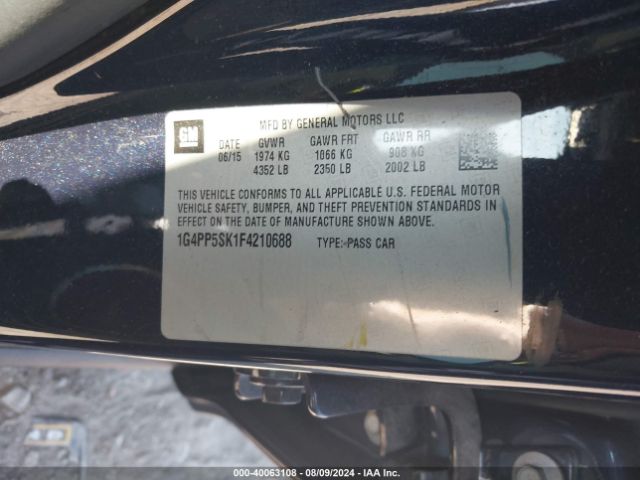 MFD BY GENERAL MOTORS LLC
GM DATE GVWR GAWR FRT GAWR RR
06/15 1974 KG 1066 KG 908 KG
4352 LB 2350 LB 2002 LB
THIS VEHICLE CONFORMS TO ALL APPLICABLE U.S. FEDERAL MOTOR
VEHICLE SAFETY, BUMPER, AND THEFT PREVENTION STANDARDS IN
EFFECT ON THE DATE OF MANUFACTURE SHOWN ABOVE.
1G4PP5SK1F4210688 TYPE: PASS CAR
000-40063108 - 08/09/2024 - IAA Inc.